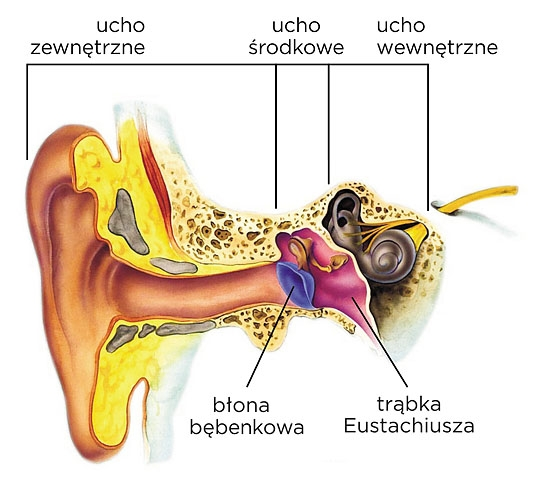 ucho
zewnętrzne
ucho
środkowe
ucho
wewnętrzne
błona
bębenkowa
trąbka
Eustachiusza